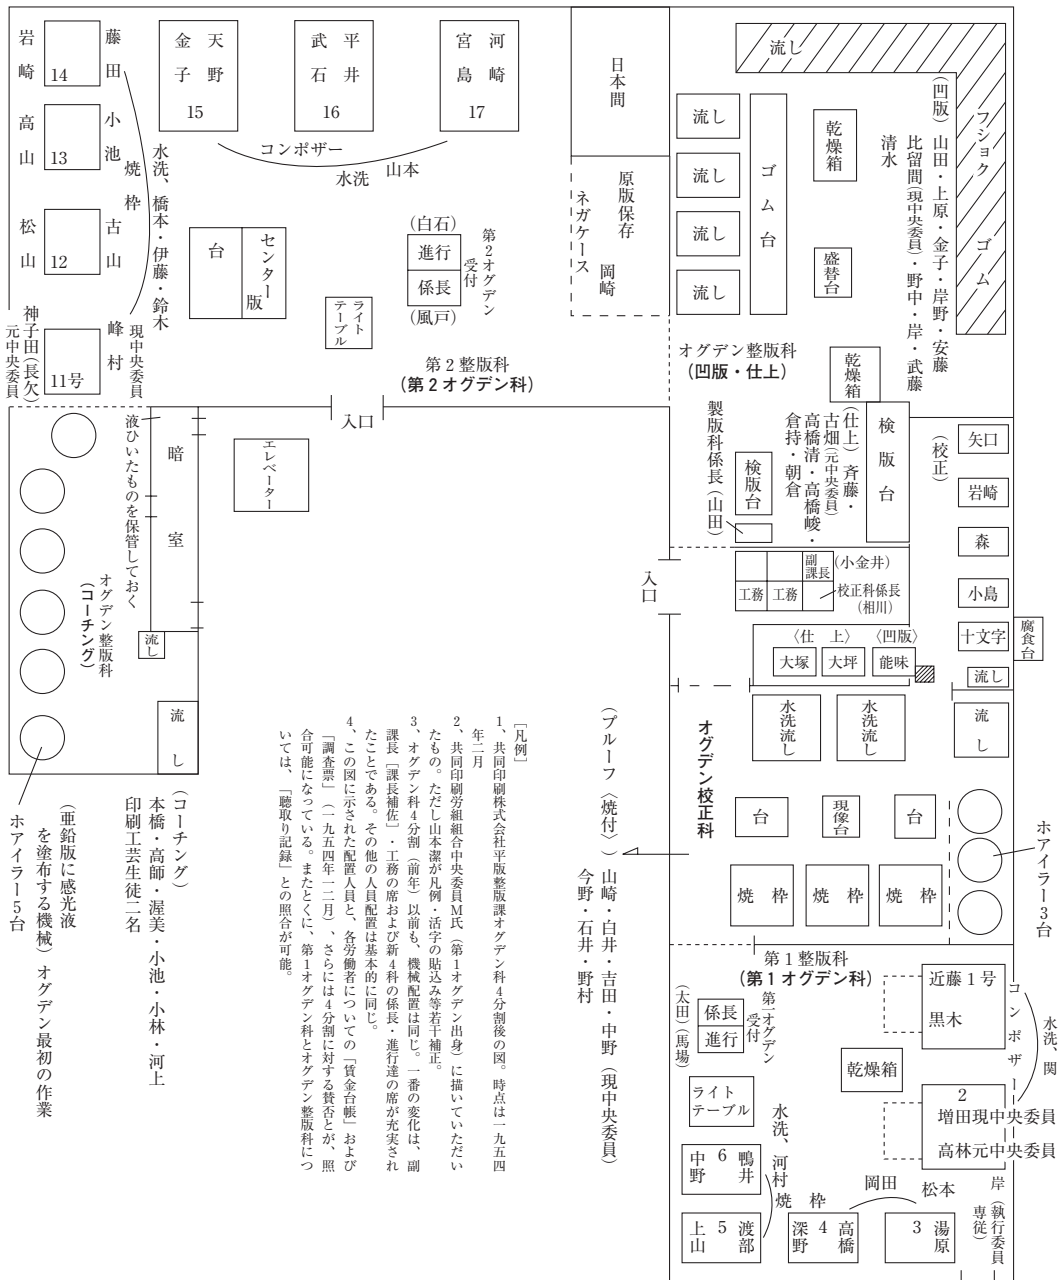 岩崎
藤田
14
高山
小池
13
松山
古山
12
神子田(長欠)
元中央委員
峰村
現中央委員
11号
焼枠
水洗、橋本・伊藤・鈴木
金子
天野
15
武石
平井
16
宮島
河崎
17
コンポザー
水洗 山本
台
センター版
ライト
テーブル
(白石)
進行
係長
(風戸)
第2オグデン
受付
日本間
原版保存
岡崎
ネガケース
第2整版科
(第2オグデン科)
入口
エレベーター
流し
流し
流し
流し
流し
ゴム台
乾燥箱
盛替台
乾燥箱
フショク
ゴム
(凹版) 山田・上原・金子・岸野・安藤
比留間(現中央委員)・野中・岸・武藤
清水
オグデン整版科
(凹版・仕上)
検版台
検版台
(仕上) 斉藤・
古畑(元中央委員)
高橋清・高橋峻・
倉持・朝倉
製版科係長(山田)
(校正)
矢口
岩崎
森
小島
十文字
流し
腐食台
入口
副課長
(小金井)
工務
工務
校正科係長
(相川)
〈仕 上〉
〈凹版〉
大塚
大坪
能味
水洗流し
水洗流し
流し
オグデン校正科
台
現像台
台
焼枠
焼枠
焼枠
ホアイラー3台
(プルーフ〈焼付〉) 山崎・白井・吉田・中野(現中央委員)
今野・石井・野村
暗室
液ひいたものを保管しておく
オグデン整版科
(コーチング)
流し
流し
(コーチング)
本橋・高師・渥美・小池・小林・河上
印刷工芸生徒二名
(亜鉛版に感光液
を塗布する機械) オグデン最初の作業
ホアイラー5台
[凡例]
1、共同印刷株式会社平版整版課オグデン科4分割後の図。時点は一九五四
年二月
2、共同印刷労組組合中央委員M氏(第1オグデン出身)に描いていただい
たもの。ただし山本潔が凡例・活字の貼込み等若干補正。
3、オグデン科4分割(前年)以前も、機械配置は同じ。一番の変化は、副
課長[課長補佐]・工務の席および新4科の係長・進行達の席が充実され
たことである。その他の人員配置は基本的に同じ。
4、この図に示された配置人員と、各労働者についての「賃金台帳」および
「調査票」(一九五四年一二月)、さらには4分割に対する賛否とが、照
合可能になっている。またとくに、第1オグデン科とオグデン整版科につ
いては、「聴取り記録」との照合が可能。
第1整版科
(第1オグデン科)
近藤1号
黒木
コンポザー
水洗、関
乾燥箱
2
増田現中央委員
高林元中央委員
係長
進行
(太田)(馬場)
第一オグデン
受付
ライト
テーブル
水洗、河村
中野
6
鴨井
上山
5
渡部
焼枠
深野
4
高橋
岡田
松本
3
湯原
岸(執行委員
専従)